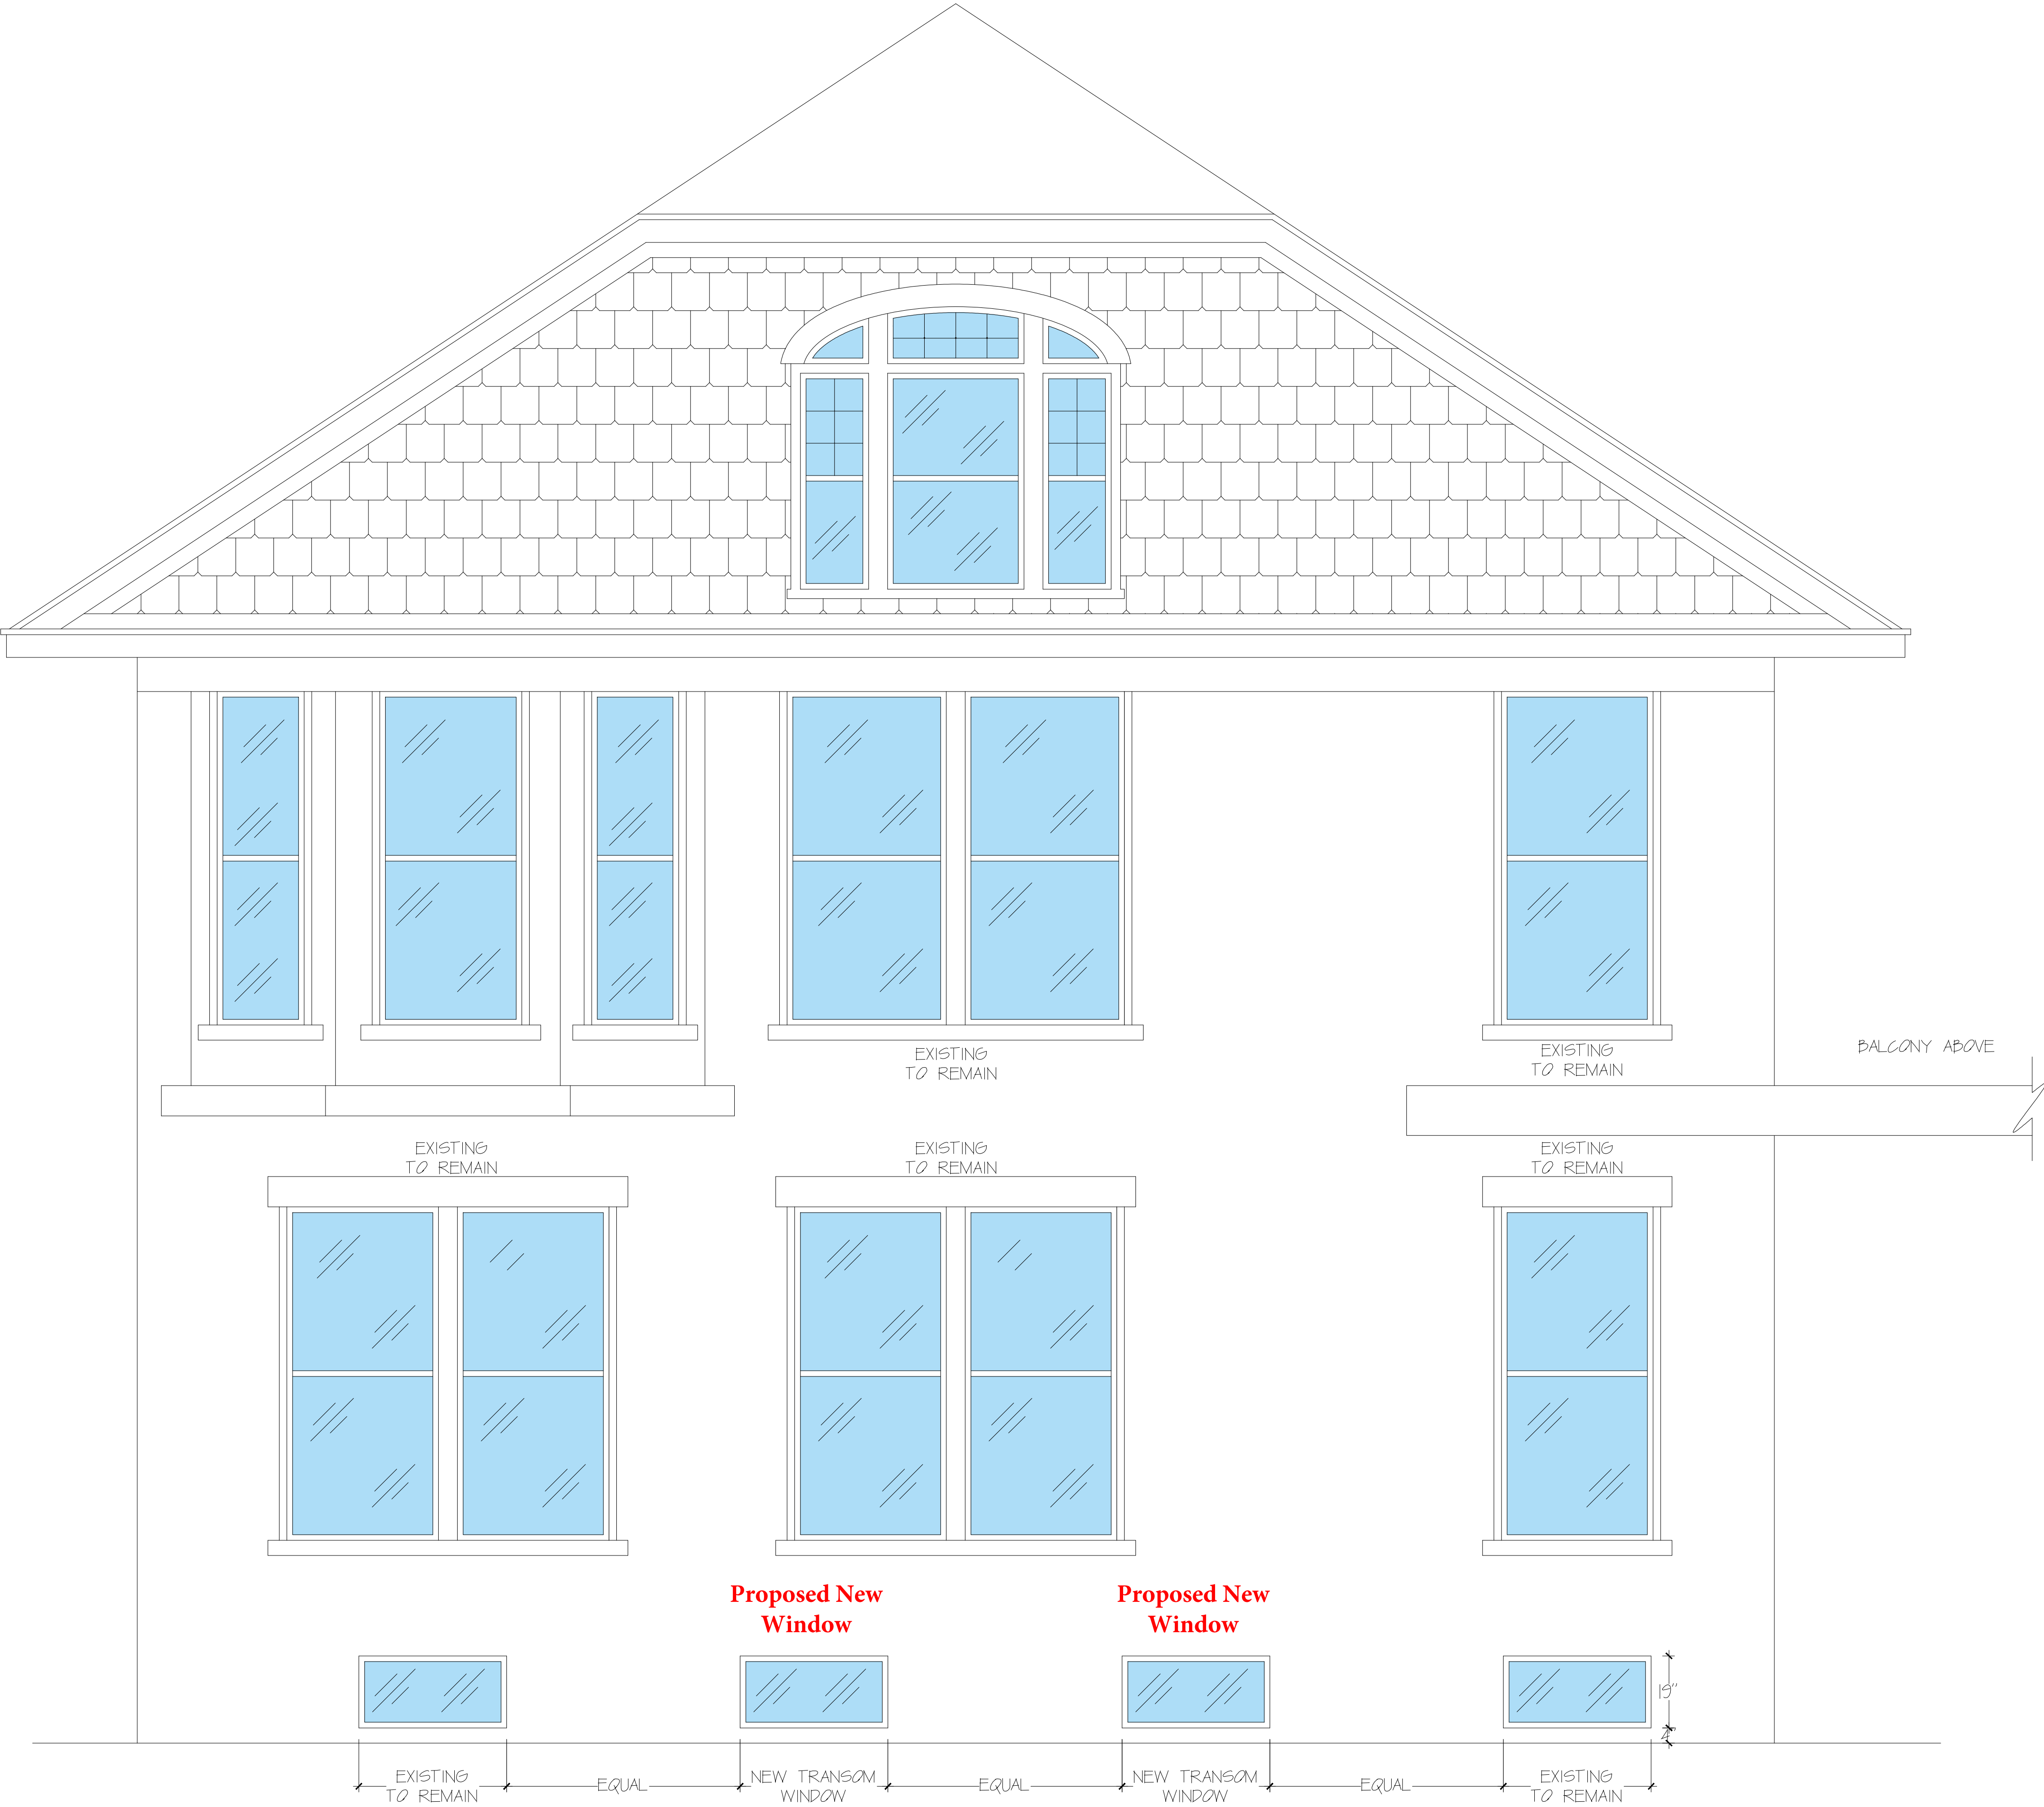 EXISTING
TO REMAIN
EXISTING
TO REMAIN
BALCONY ABOVE
EXISTING
TO REMAIN
EXISTING
TO REMAIN
EXISTING
TO REMAIN
Proposed New
Window
Proposed New
Window
19"
4"
EXISTING
TO REMAIN
EQUAL
NEW TRANSOM
WINDOW
EQUAL
NEW TRANSOM
WINDOW
EQUAL
EXISTING
TO REMAIN